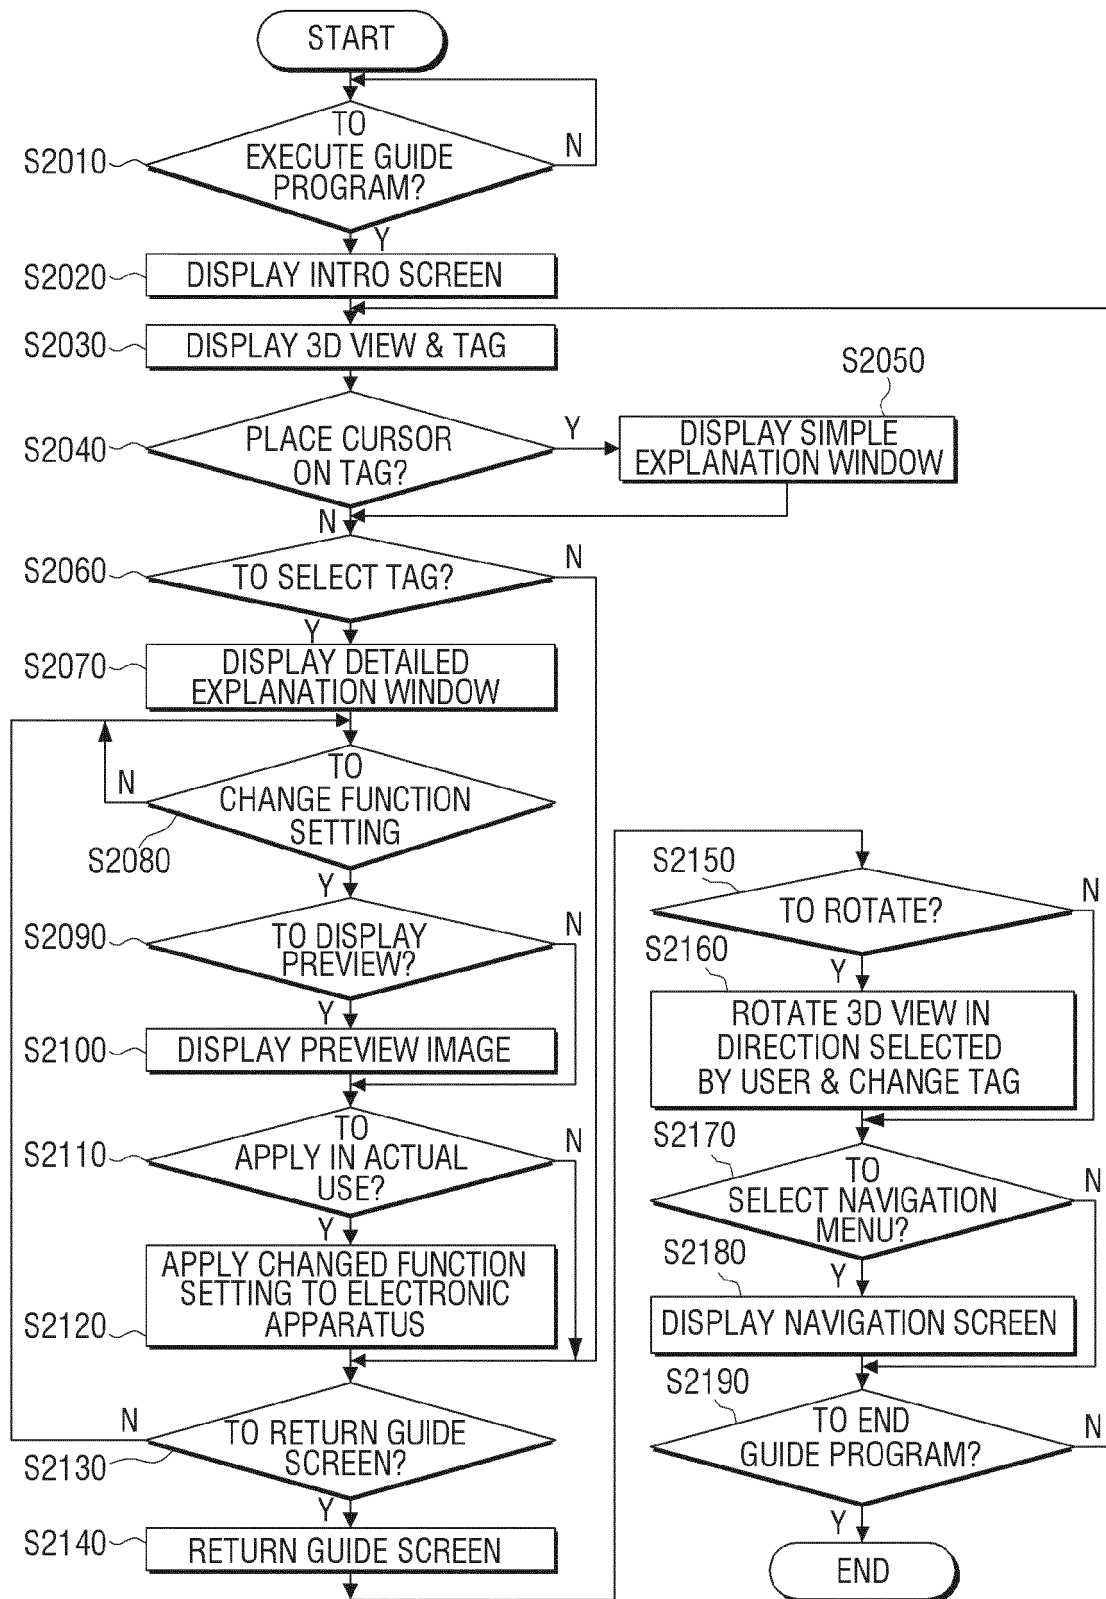 START
TO
EXECUTE GUIDE
PROGRAM?
S2010
N
Y
S2020
DISPLAY INTRO SCREEN
S2030
DISPLAY 3D VIEW & TAG
S2040
PLACE CURSOR
ON TAG?
Y
N
S2050
DISPLAY SIMPLE
EXPLANATION WINDOW
S2060
TO SELECT TAG?
N
Y
S2070
DISPLAY DETAILED
EXPLANATION WINDOW
TO
CHANGE FUNCTION
SETTING
N
S2080
Y
S2090
TO DISPLAY
PREVIEW?
N
Y
S2100
DISPLAY PREVIEW IMAGE
S2110
TO
APPLY IN ACTUAL
USE?
N
Y
S2120
APPLY CHANGED FUNCTION
SETTING TO ELECTRONIC
APPARATUS
N
S2130
TO RETURN GUIDE
SCREEN?
Y
S2140
RETURN GUIDE SCREEN
S2150
TO ROTATE?
N
Y
S2160
ROTATE 3D VIEW IN
DIRECTION SELECTED
BY USER & CHANGE TAG
S2170
TO
SELECT NAVIGATION
MENU?
N
Y
S2180
DISPLAY NAVIGATION SCREEN
S2190
TO END
GUIDE PROGRAM?
N
Y
END